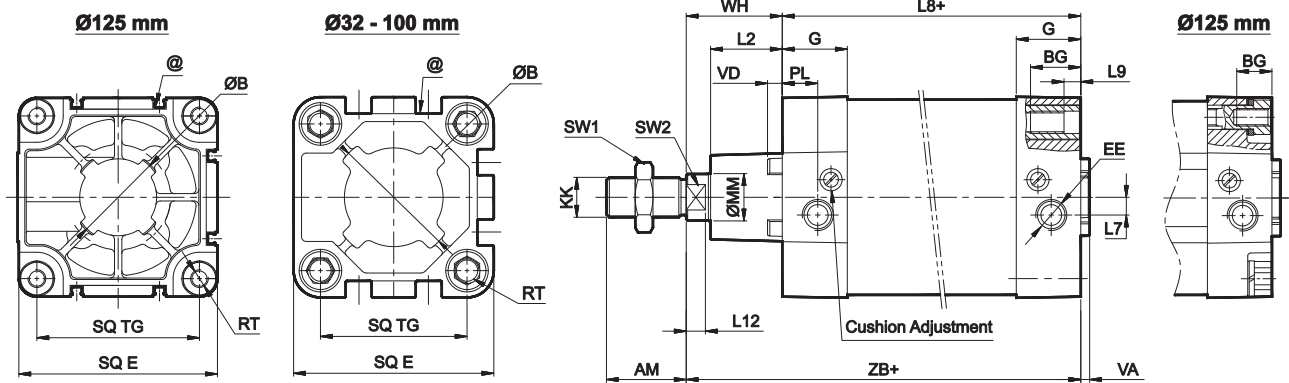 Ø125 mm
@
ØB
RT
SQ TG
SQ E
Ø32 - 100 mm
@
ØB
RT
SQ TG
SQ E
WH
L8+
L2
G
G
VD
PL
BG
L9
SW1
SW2
KK
ØMM
EE
L7
L12
Cushion Adjustment
AM
ZB+
VA
Ø125 mm
BG